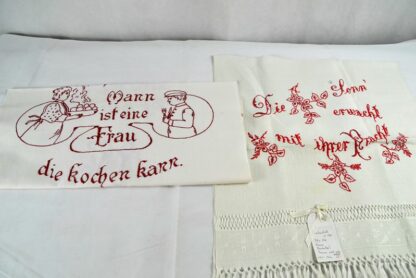 Mann
ist eine
Frau
die kochen kann.
Die Sonn'
erwacht
mit ihrer Pracht